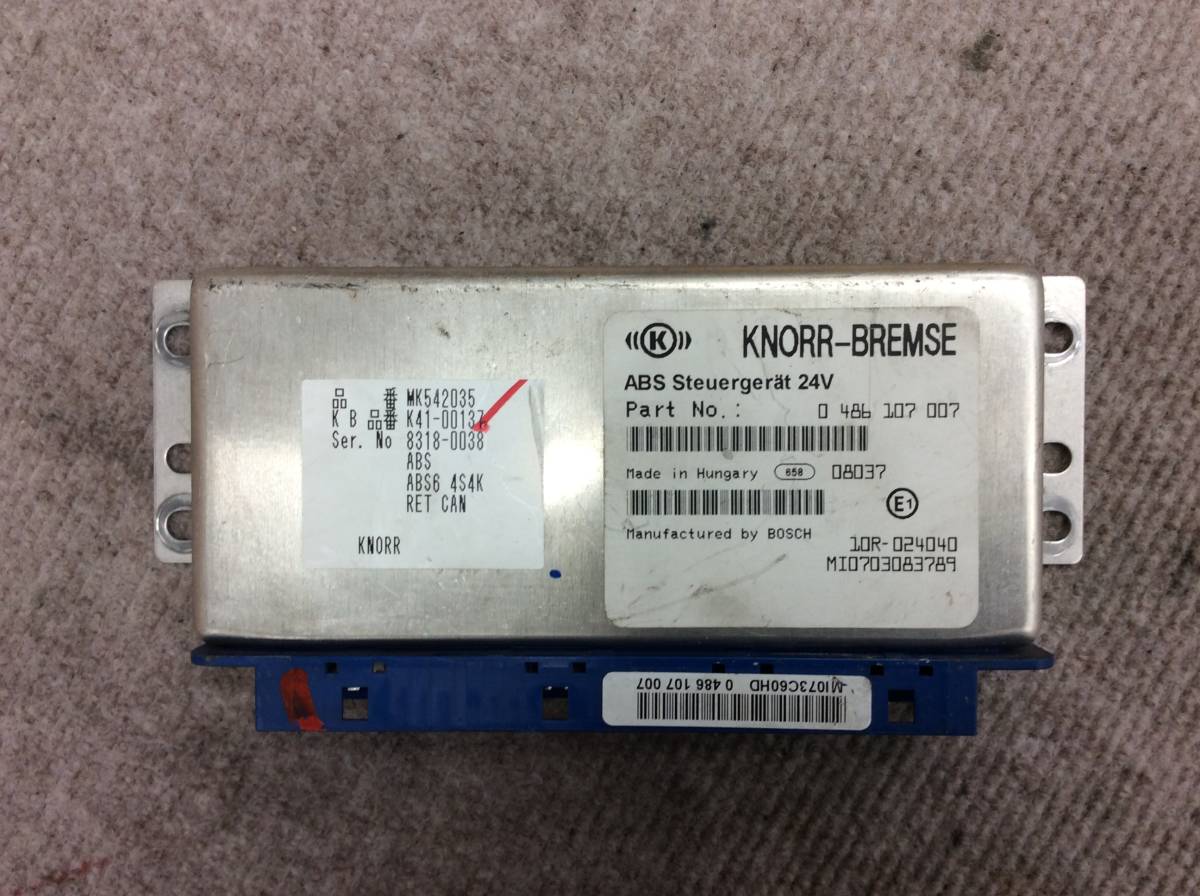 品 番 MK542035
K B 品番 K41-00137
Ser. No 8318-0038
ABS
ABS6 4S4K
RET CAN
KNORR
((K)) KNORR-BREMSE
ABS Steuergerät 24V
Part No.: 0 486 107 007
Made in Hungary 658 08037
E1
Manufactured by BOSCH
10R-024040
MI0703083789
MI073C60HD 0 486 107 007